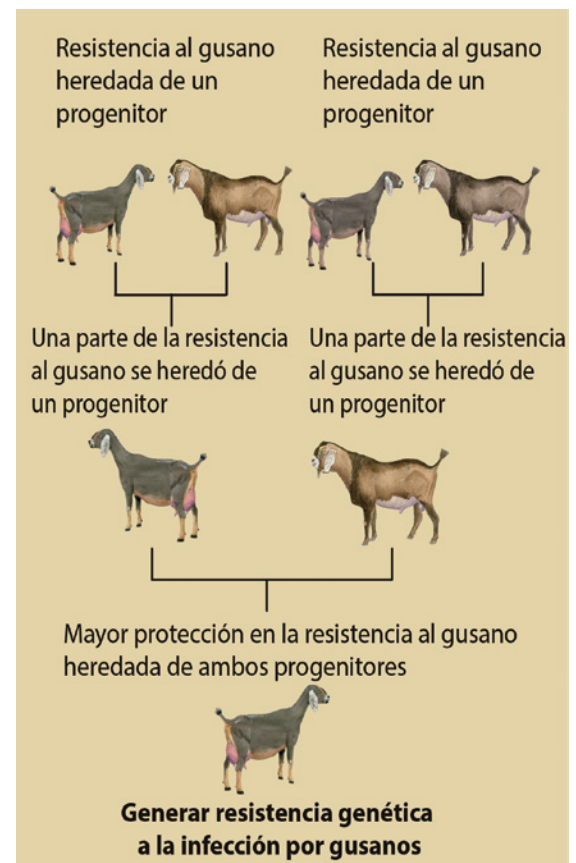 Resistencia al gusano
heredada de un
progenitor
Resistencia al gusano
heredada de un
progenitor
Una parte de la resistencia
al gusano se heredó de
un progenitor
Una parte de la resistencia
al gusano se heredó de
un progenitor
Mayor protección en la resistencia al gusano
heredada de ambos progenitores
Generar resistencia genética
a la infección por gusanos